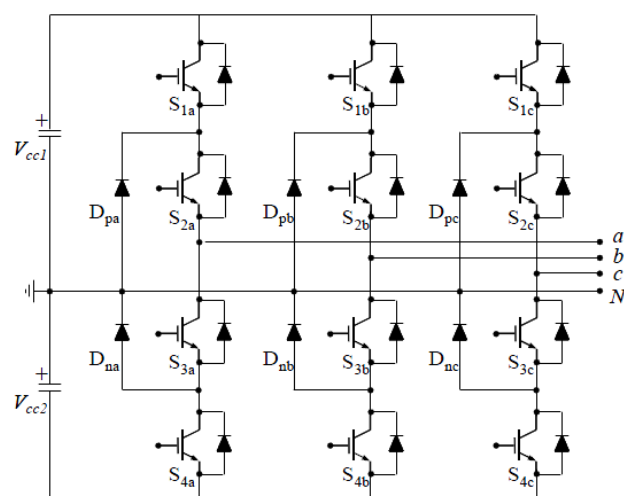 S1a S1b S1c
+
Vcc1
Dpa S2a Dpb S2b Dpc S2c
a
b
c
N
Dna S3a Dnb S3b Dnc S3c
+
Vcc2
S4a S4b S4c